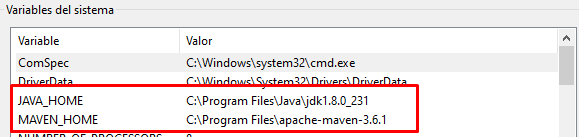 Variables del sistema
Variable Valor
ComSpec C:\Windows\system32\cmd.exe
DriverData C:\Windows\System32\Drivers\DriverData
JAVA_HOME C:\Program Files\Java\jdk1.8.0_231
MAVEN_HOME C:\Program Files\apache-maven-3.6.1
NUMBER_OF_PROCESSORS 8